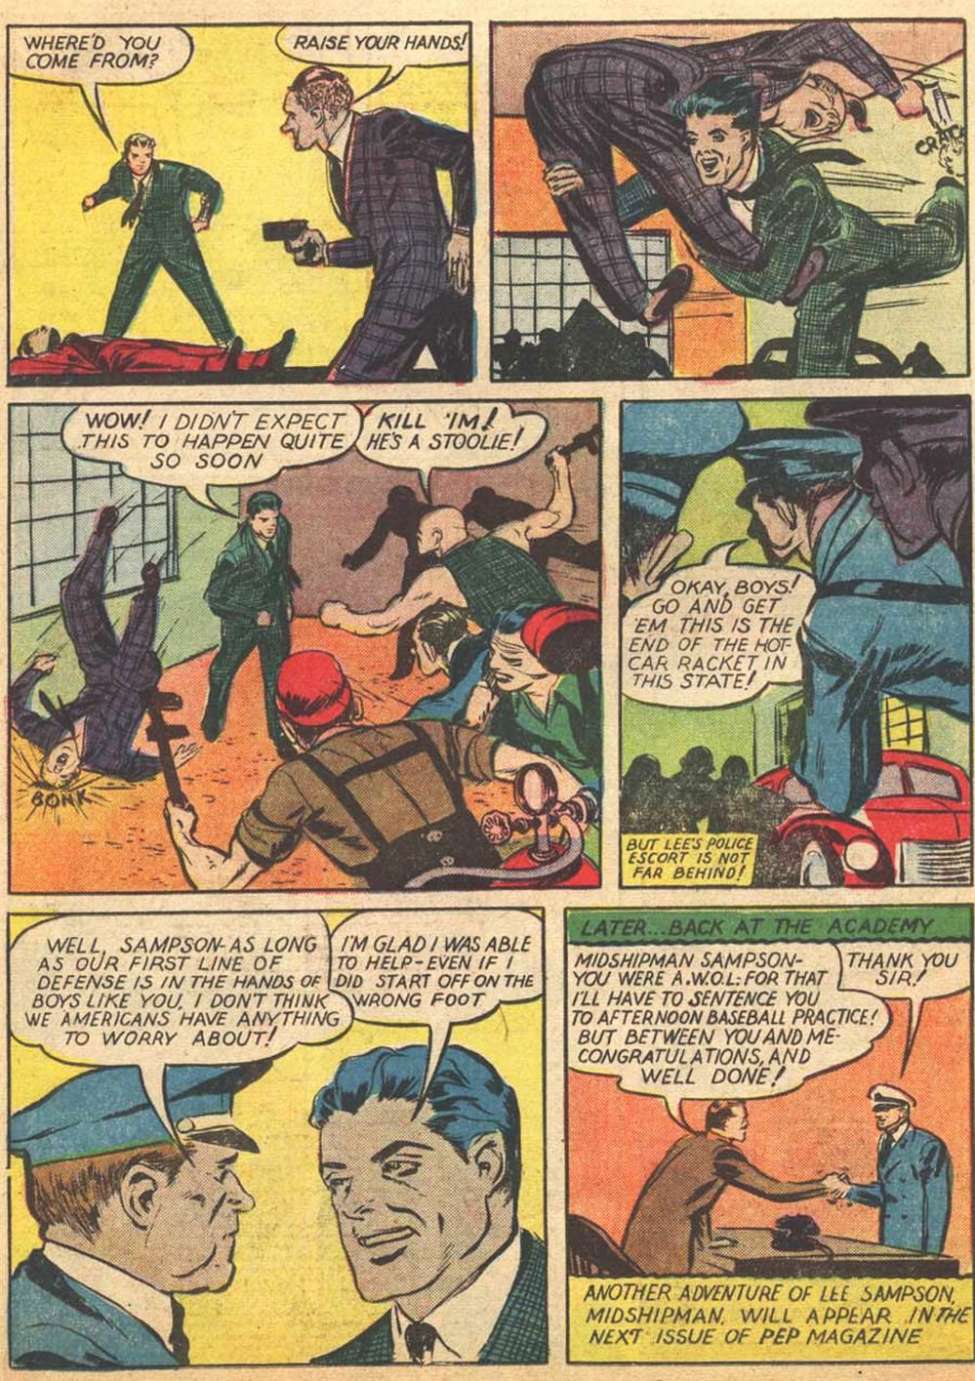 WHERE'D YOU
COME FROM?
RAISE YOUR HANDS!
CRACK
WOW! I DIDN'T EXPECT
THIS TO HAPPEN QUITE
SO SOON
KILL 'IM!
HE'S A STOOLIE!
BONK
OKAY, BOYS!
GO AND GET
'EM THIS IS THE
END OF THE HOT-
CAR RACKET IN
THIS STATE!
BUT LEE'S POLICE
ESCORT IS NOT
FAR BEHIND!
WELL, SAMPSON-AS LONG
AS OUR FIRST LINE OF
DEFENSE IS IN THE HANDS OF
BOYS LIKE YOU, I DON'T THINK
WE AMERICANS HAVE ANYTHING
TO WORRY ABOUT!
I'M GLAD I WAS ABLE
TO HELP-EVEN IF I
DID START OFF ON THE
WRONG FOOT
LATER...BACK AT THE ACADEMY
MIDSHIPMAN SAMPSON-
YOU WERE A.W.O.L: FOR THAT
I'LL HAVE TO SENTENCE YOU
TO AFTERNOON BASEBALL PRACTICE!
BUT BETWEEN YOU AND ME-
CONGRATULATIONS, AND
WELL DONE!
THANK YOU
SIR!
ANOTHER ADVENTURE OF LEE SAMPSON,
MIDSHIPMAN, WILL APPEAR IN THE
NEXT ISSUE OF PEP MAGAZINE